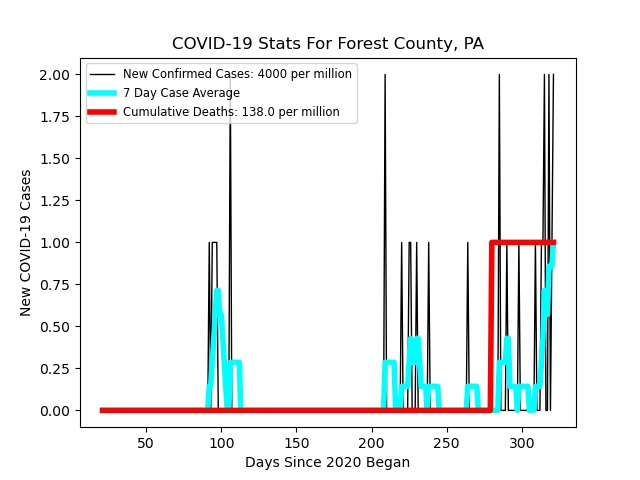 COVID-19 Stats For Forest County, PA
New Confirmed Cases: 4000 per million
7 Day Case Average
Cumulative Deaths: 138.0 per million
New COVID-19 Cases
2.00
1.75
1.50
1.25
1.00
0.75
0.50
0.25
0.00
50 100 150 200 250 300
Days Since 2020 Began